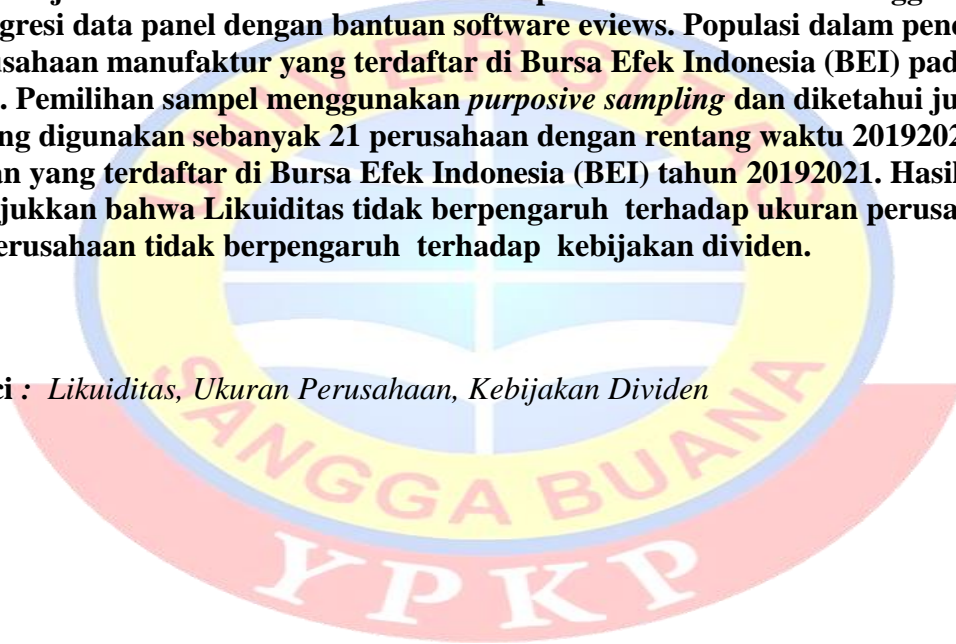 gresi data panel dengan bantuan software eviews. Populasi dalam pene
usahaan manufaktur yang terdaftar di Bursa Efek Indonesia (BEI) pad
. Pemilihan sampel menggunakan purposive sampling dan diketahui ju
ng digunakan sebanyak 21 perusahaan dengan rentang waktu 2019202
an yang terdaftar di Bursa Efek Indonesia (BEI) tahun 20192021. Hasil
jukkan bahwa Likuiditas tidak berpengaruh terhadap ukuran perusa
erusahaan tidak berpengaruh terhadap kebijakan dividen.
ci : Likuiditas, Ukuran Perusahaan, Kebijakan Dividen
UNIVERSITAS
SANGGA BUANA
YPKP